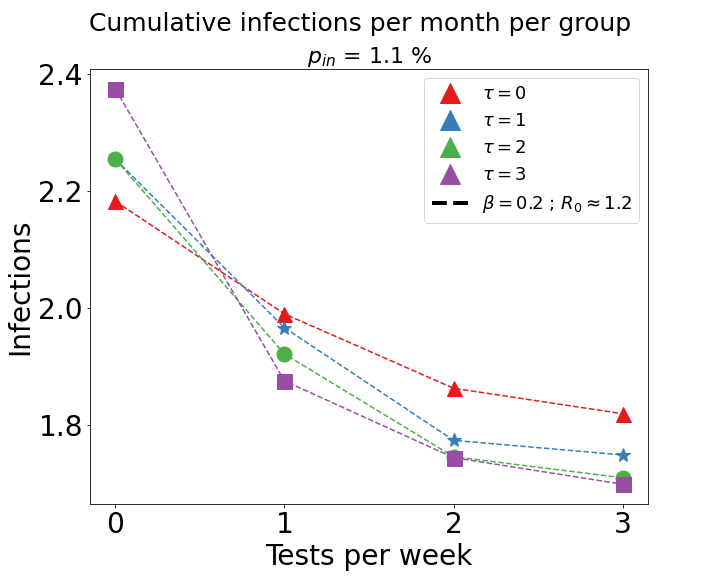 Cumulative infections per month per group
p_in = 1.1 %
2.4
2.2
2.0
1.8
Infections
τ = 0
τ = 1
τ = 2
τ = 3
β = 0.2 ; R_0 ≈ 1.2
0 1 2 3
Tests per week